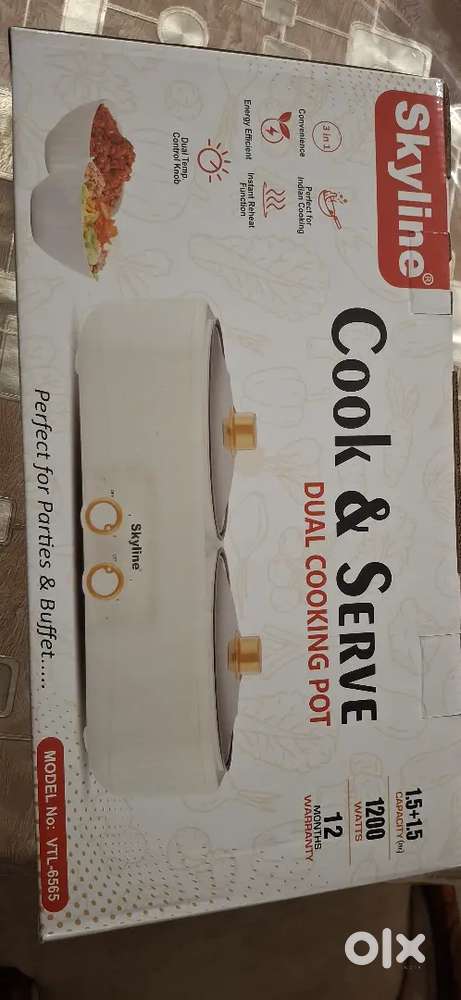 Skyline®
3 in 1
Convenience
Perfect for
Indian Cooking
Energy Efficient
Instant Reheat
Function
Dual Temp.
Control Knob
Cook & Serve
DUAL COOKING POT
1.5+1.5
CAPACITY
1200
WATTS
12
MONTHS
WARRANTY
Skyline
Perfect for Parties & Buffet.....
MODEL No: VTL-6565
olx